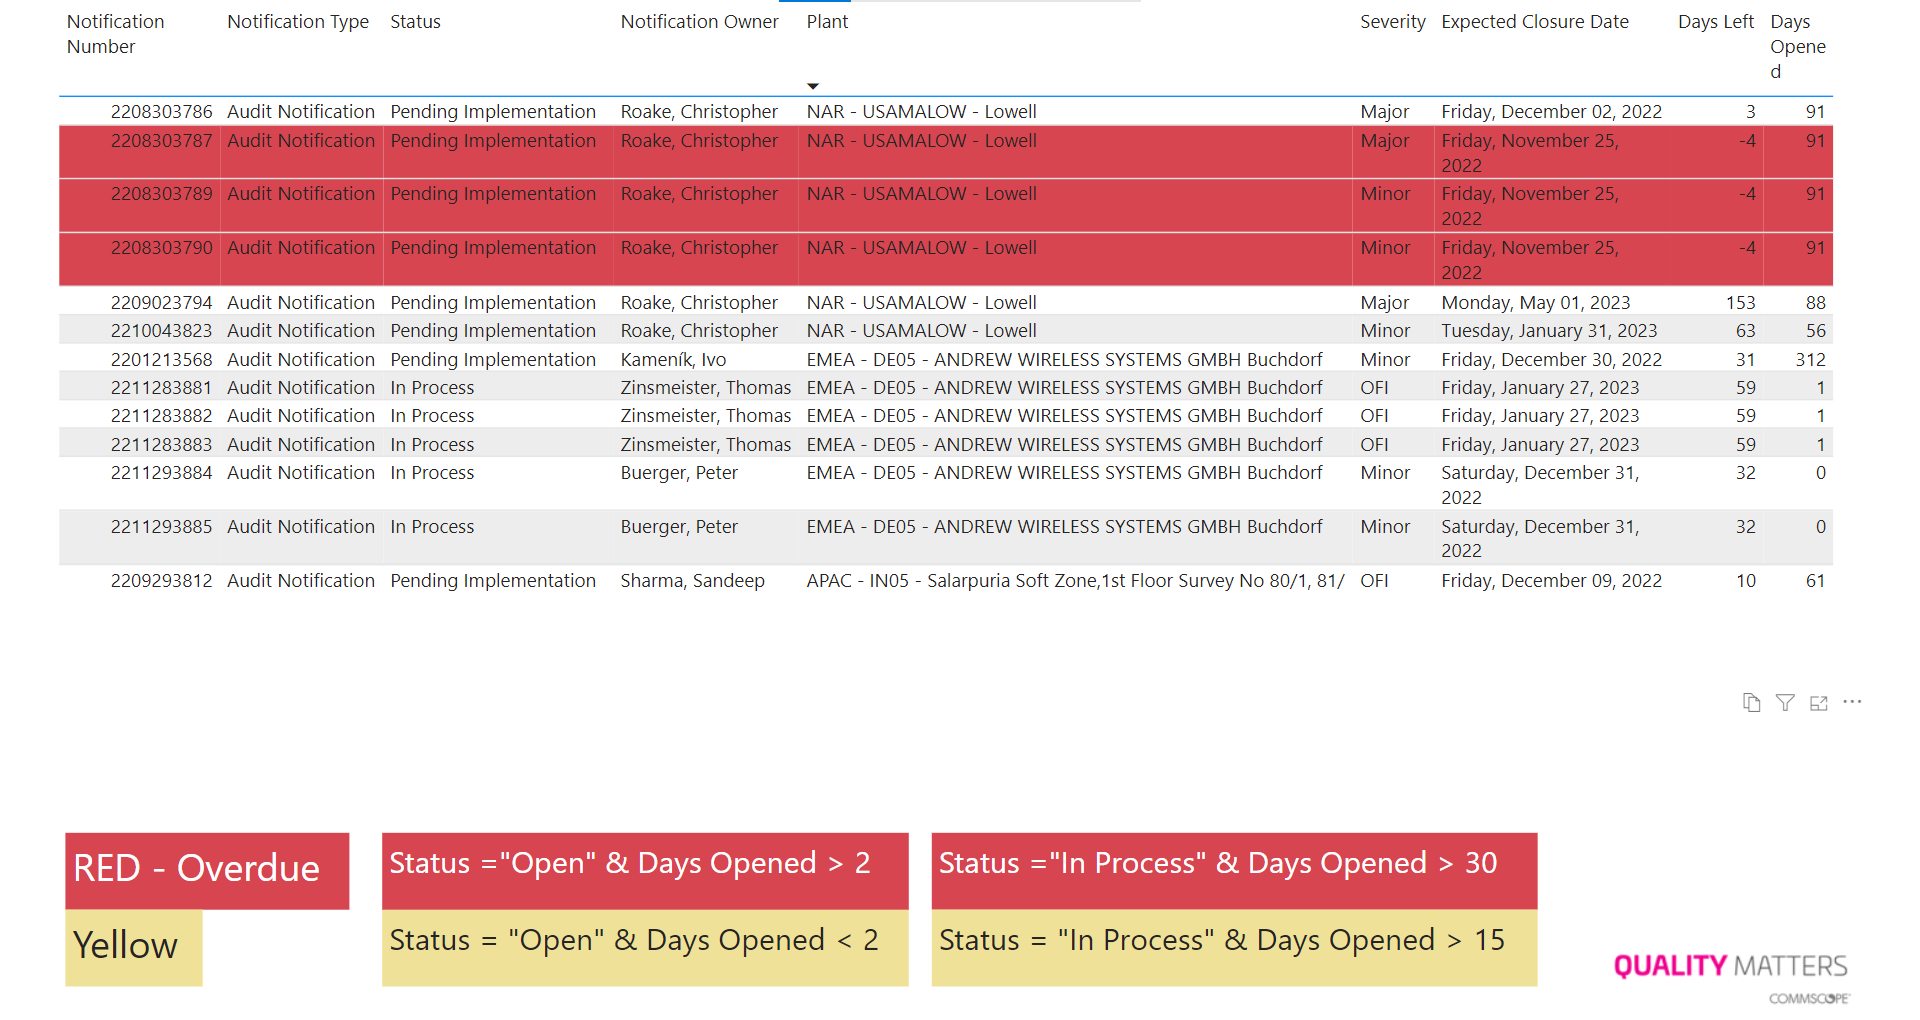 Notification Number Notification Type Status Notification Owner Plant Severity Expected Closure Date Days Left Days Opened
2208303786 Audit Notification Pending Implementation Roake, Christopher NAR - USAMALOW - Lowell Major Friday, December 02, 2022 3 91
2208303787 Audit Notification Pending Implementation Roake, Christopher NAR - USAMALOW - Lowell Major Friday, November 25, 2022 -4 91
2208303789 Audit Notification Pending Implementation Roake, Christopher NAR - USAMALOW - Lowell Minor Friday, November 25, 2022 -4 91
2208303790 Audit Notification Pending Implementation Roake, Christopher NAR - USAMALOW - Lowell Minor Friday, November 25, 2022 -4 91
2209023794 Audit Notification Pending Implementation Roake, Christopher NAR - USAMALOW - Lowell Major Monday, May 01, 2023 153 88
2210043823 Audit Notification Pending Implementation Roake, Christopher NAR - USAMALOW - Lowell Minor Tuesday, January 31, 2023 63 56
2201213568 Audit Notification Pending Implementation Kameník, Ivo EMEA - DE05 - ANDREW WIRELESS SYSTEMS GMBH Buchdorf Minor Friday, December 30, 2022 31 312
2211283881 Audit Notification In Process Zinsmeister, Thomas EMEA - DE05 - ANDREW WIRELESS SYSTEMS GMBH Buchdorf OFI Friday, January 27, 2023 59 1
2211283882 Audit Notification In Process Zinsmeister, Thomas EMEA - DE05 - ANDREW WIRELESS SYSTEMS GMBH Buchdorf OFI Friday, January 27, 2023 59 1
2211283883 Audit Notification In Process Zinsmeister, Thomas EMEA - DE05 - ANDREW WIRELESS SYSTEMS GMBH Buchdorf OFI Friday, January 27, 2023 59 1
2211293884 Audit Notification In Process Buerger, Peter EMEA - DE05 - ANDREW WIRELESS SYSTEMS GMBH Buchdorf Minor Saturday, December 31, 2022 32 0
2211293885 Audit Notification In Process Buerger, Peter EMEA - DE05 - ANDREW WIRELESS SYSTEMS GMBH Buchdorf Minor Saturday, December 31, 2022 32 0
2209293812 Audit Notification Pending Implementation Sharma, Sandeep APAC - IN05 - Salarpuria Soft Zone,1st Floor Survey No 80/1, 81/ OFI Friday, December 09, 2022 10 61
RED - Overdue Status ="Open" & Days Opened > 2 Status ="In Process" & Days Opened > 30
Yellow Status = "Open" & Days Opened < 2 Status = "In Process" & Days Opened > 15
QUALITY MATTERS
COMMSCOPE